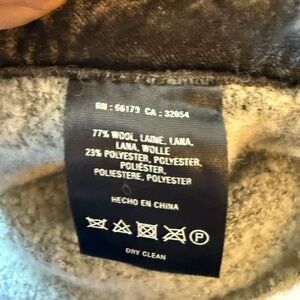 RN : 56173 CA : 32054
77% WOOL, LAINE, LANA,
LANA, WOLLE
23% POLYESTER, POLYESTER,
POLIÉSTER,
POLIESTERE, POLYESTER
HECHO EN CHINA
P
DRY CLEAN